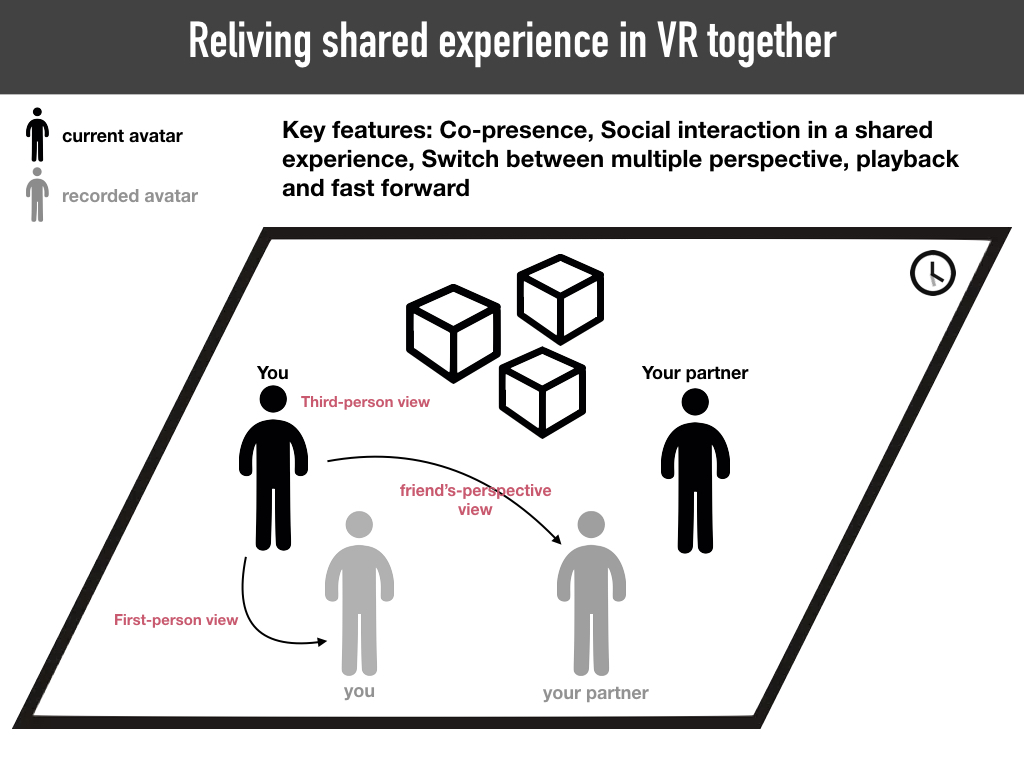 Reliving shared experience in VR together
current avatar
recorded avatar
Key features: Co-presence, Social interaction in a shared
experience, Switch between multiple perspective, playback
and fast forward
You
Your partner
Third-person view
friend's-perspective
view
First-person view
you
your partner